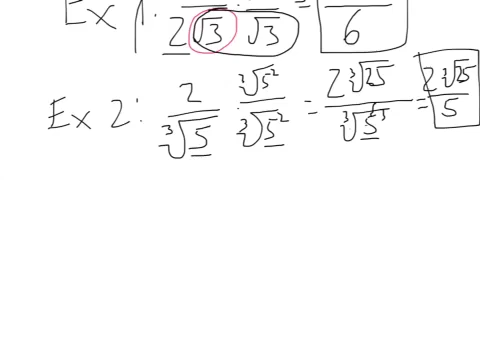 Ex 1:
2√3 √3 = 6
Ex 2: 2/∛5 · ∛5²/∛5² = 2∛25/∛5³ = 2∛25/5